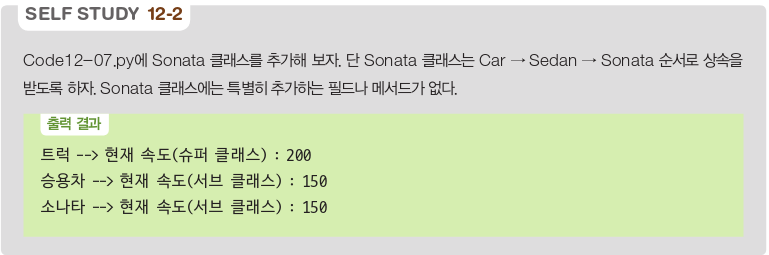 SELF STUDY 12-2
Code12-07.py에 Sonata 클래스를 추가해 보자. 단 Sonata 클래스는 Car → Sedan → Sonata 순서로 상속을
받도록 하자. Sonata 클래스에는 특별히 추가하는 필드나 메서드가 없다.
출력 결과
트럭 --> 현재 속도(슈퍼 클래스) : 200
승용차 --> 현재 속도(서브 클래스) : 150
소나타 --> 현재 속도(서브 클래스) : 150